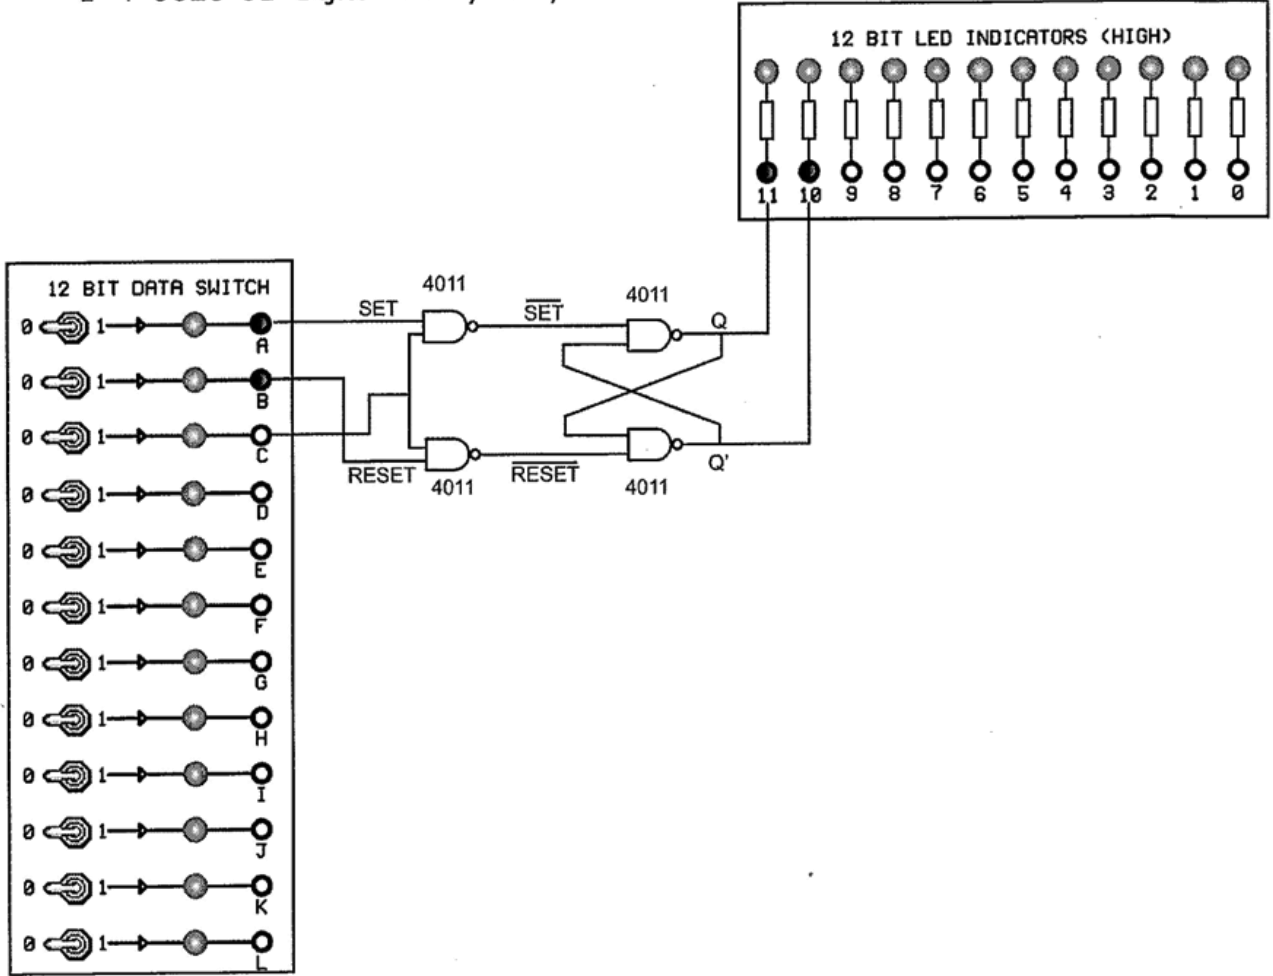 12 BIT LED INDICATORS (HIGH)
11 10 9 8 7 6 5 4 3 2 1 0
12 BIT DATA SWITCH
0 1 A
0 1 B
0 1 C
0 1 D
0 1 E
0 1 F
0 1 G
0 1 H
0 1 I
0 1 J
0 1 K
0 1 L
SET
4011
SET
4011
Q
RESET
4011
RESET
4011
Q'